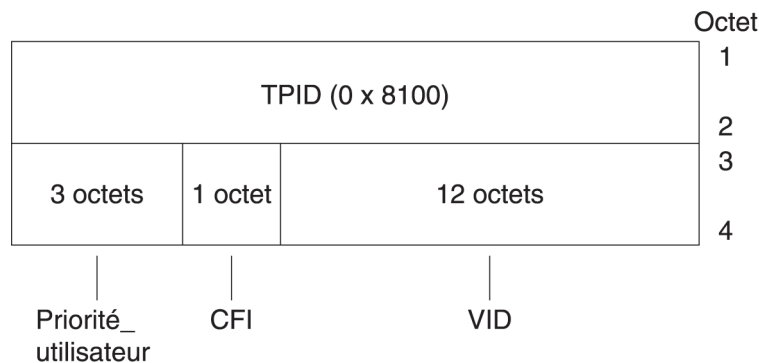 Octet
1
TPID (0 x 8100)
2
3
3 octets 1 octet 12 octets
4
Priorité_ CFI VID
utilisateur